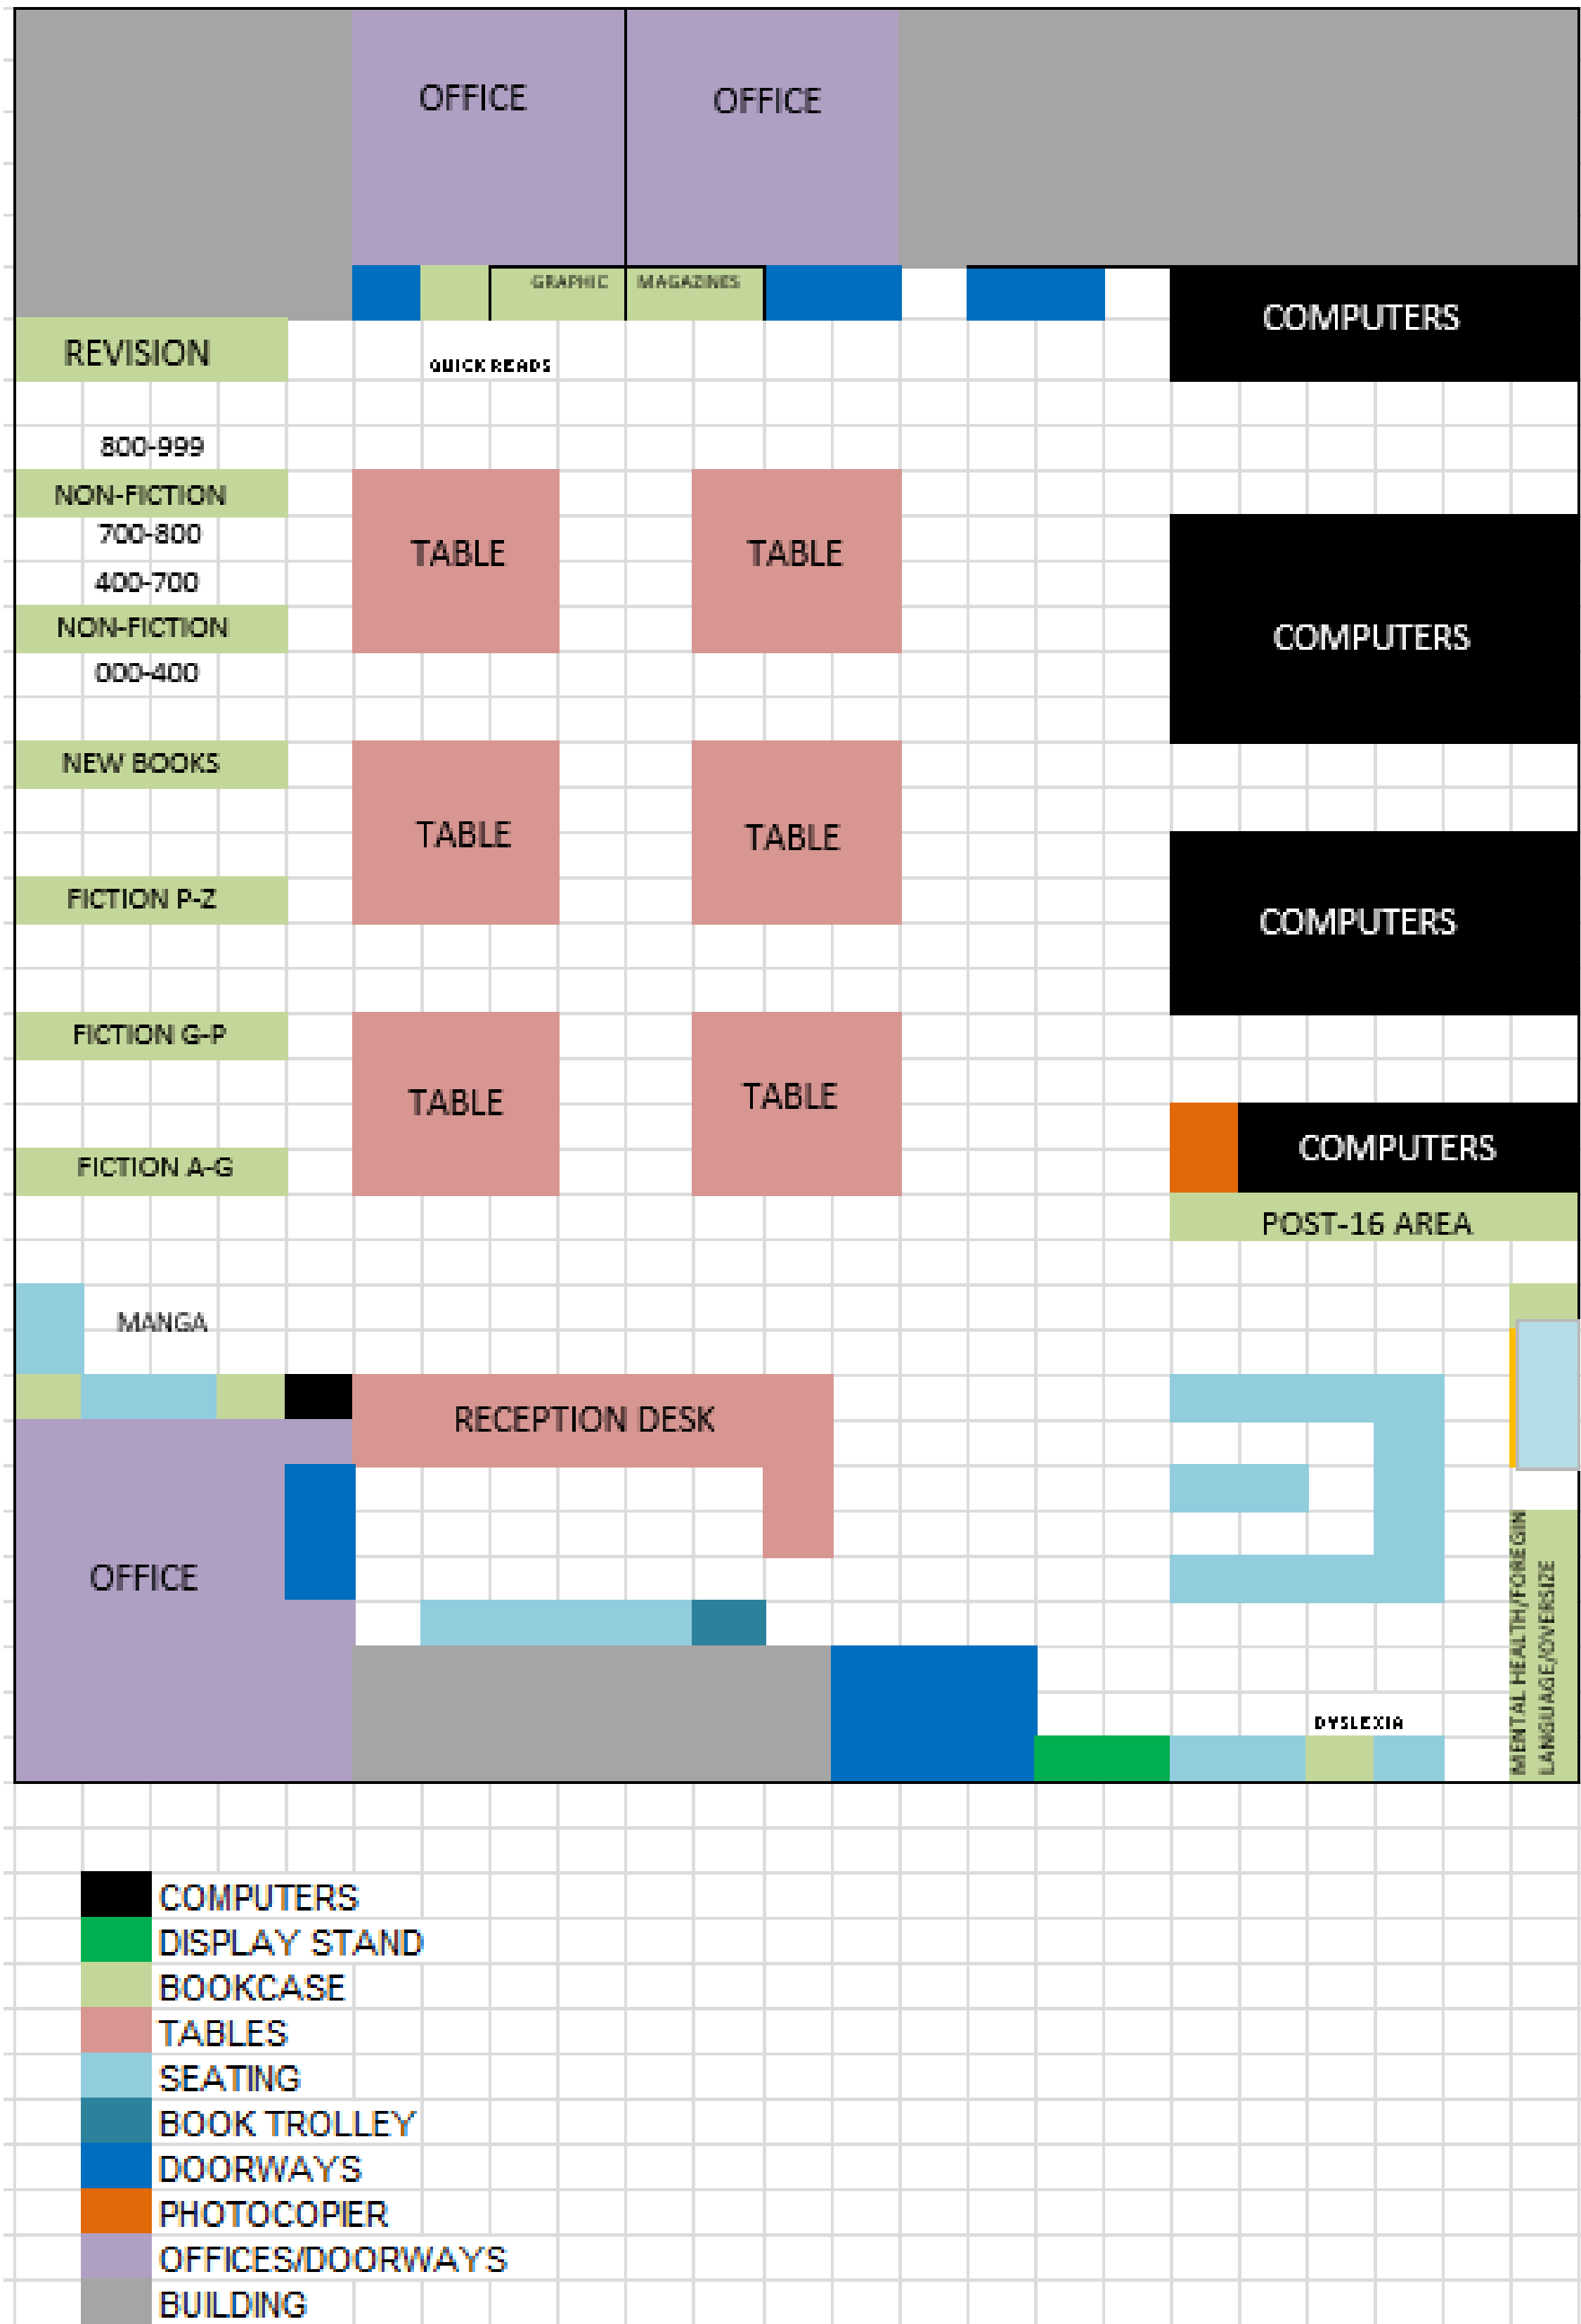 OFFICE
OFFICE
GRAPHIC
MAGAZINES
COMPUTERS
REVISION
QUICK READS
800-999
NON-FICTION
700-800
TABLE
TABLE
400-700
NON-FICTION
COMPUTERS
000-400
NEW BOOKS
TABLE
TABLE
FICTION P-Z
COMPUTERS
FICTION G-P
TABLE
TABLE
COMPUTERS
FICTION A-G
POST-16 AREA
MANGA
RECEPTION DESK
OFFICE
MENTAL HEALTH/FOREGIN
LANGUAGE/OVERSIZE
DYSLEXIA
COMPUTERS
DISPLAY STAND
BOOKCASE
TABLES
SEATING
BOOK TROLLEY
DOORWAYS
PHOTOCOPIER
OFFICES/DOORWAYS
BUILDING